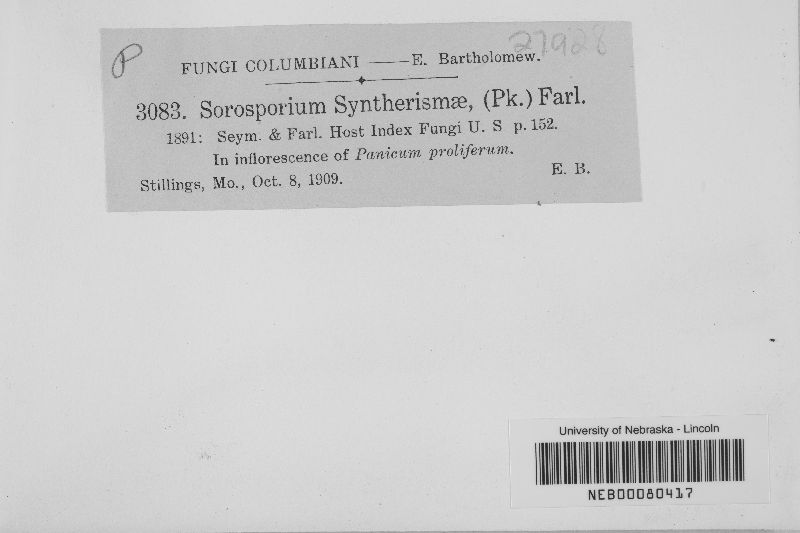 P
27928
FUNGI COLUMBIANI —— E. Bartholomew.
3083. Sorosporium Syntherismæ, (Pk.) Farl.
1891: Seym. & Farl. Host Index Fungi U. S p. 152.
In inflorescence of Panicum proliferum.
Stillings, Mo., Oct. 8, 1909.
E. B.
University of Nebraska - Lincoln
NEB00080417